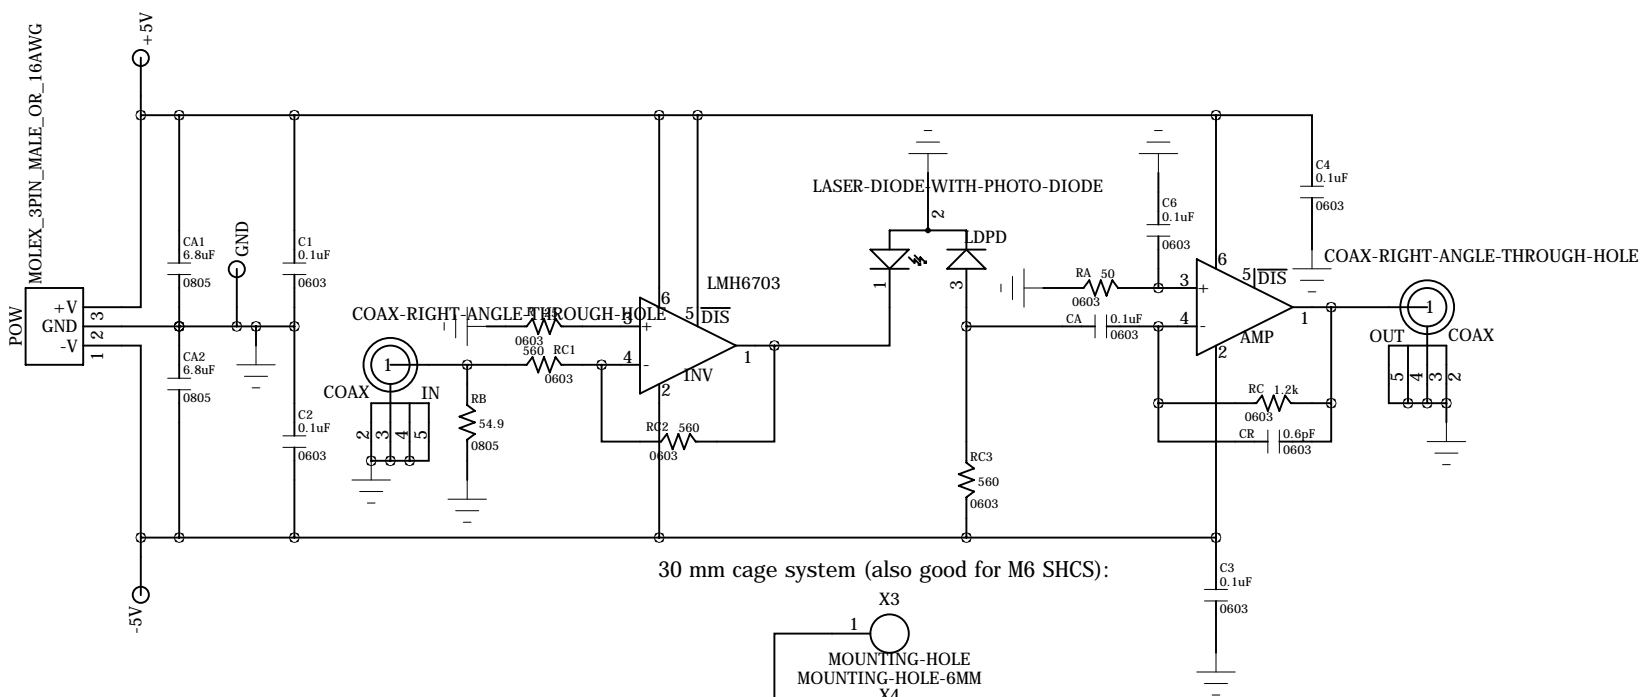 +5V
MOLEX_3PIN_MALE_OR_16AWG
POW
+V
GND
-V
3
2
1
-5V
CA1
6.8uF
0805
CA2
6.8uF
0805
GND
C1
0.1uF
0603
C2
0.1uF
0603
COAX-RIGHT-ANGLE-THROUGH-HOLE
1
COAX
IN
2
3
4
5
RB
54.9
0805
0603
560
RC1
0603
LMH6703
6
5
DIS
3
+
4
-
1
INV
2
RC2
560
0603
LASER-DIODE-WITH-PHOTO-DIODE
2
LDPD
1
3
RC3
560
0603
CA
0.1uF
0603
RA
50
0603
C6
0.1uF
0603
6
5
DIS
3
+
4
-
1
AMP
2
C4
0.1uF
0603
RC
1.2k
0603
CR
0.6pF
0603
COAX-RIGHT-ANGLE-THROUGH-HOLE
1
OUT
COAX
5
4
3
2
C3
0.1uF
0603
30 mm cage system (also good for M6 SHCS):
X3
1
MOUNTING-HOLE
MOUNTING-HOLE-6MM
X4